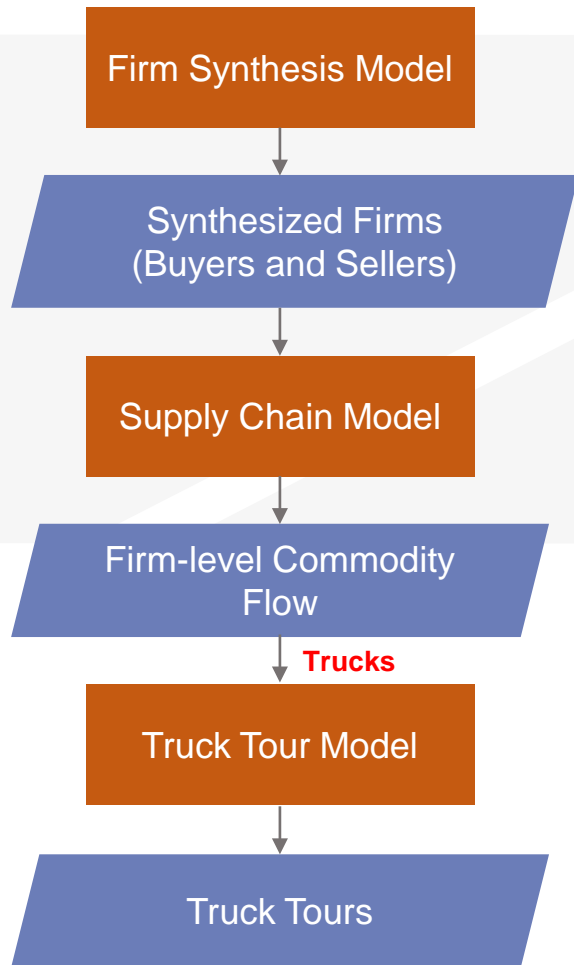 Firm Synthesis Model
Synthesized Firms
(Buyers and Sellers)
Supply Chain Model
Firm-level Commodity
Flow
Trucks
Truck Tour Model
Truck Tours